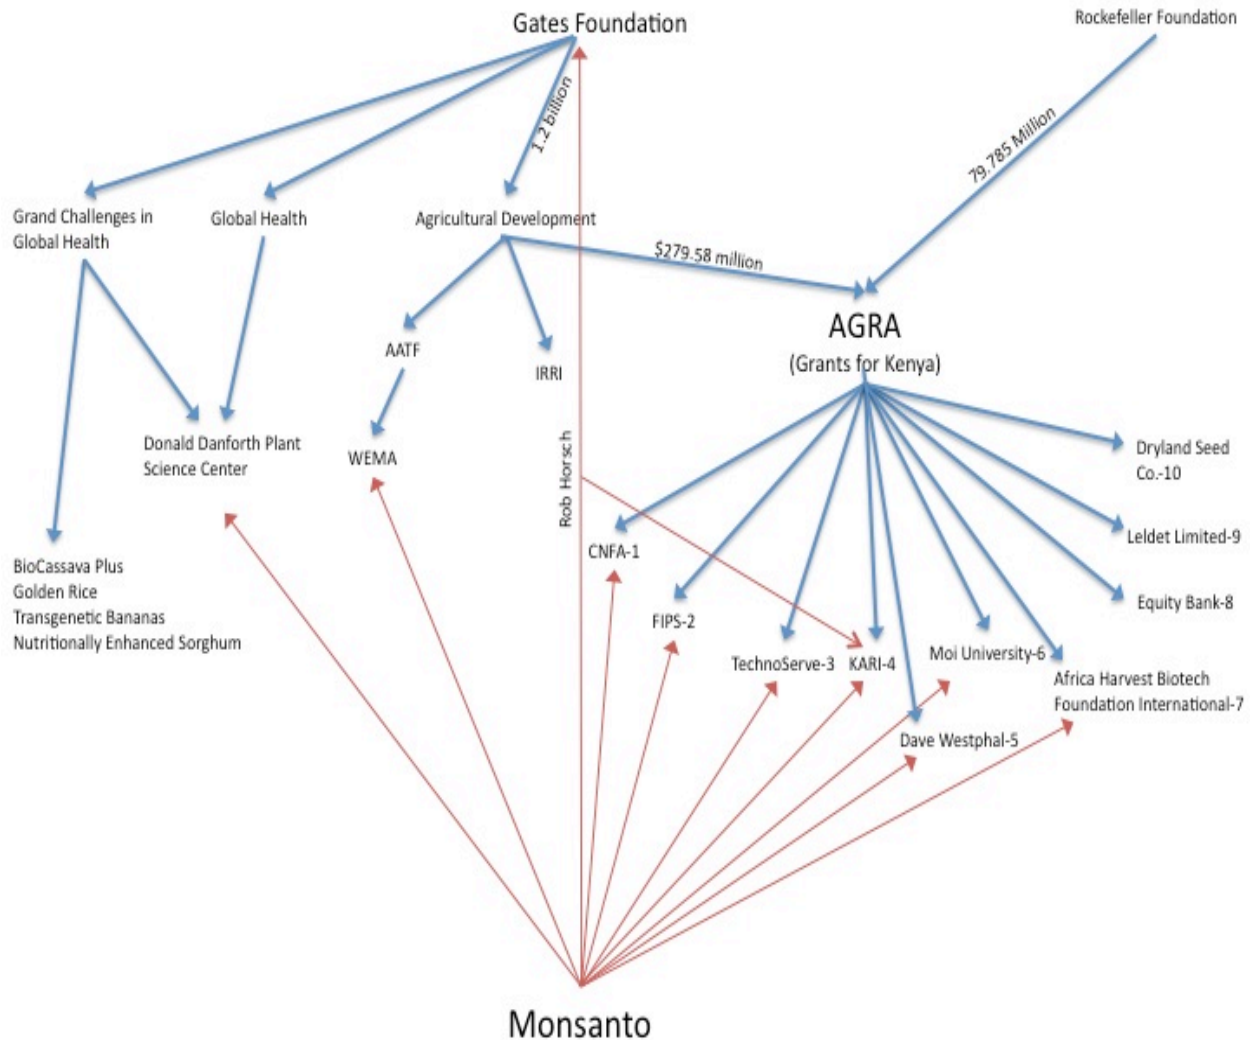 Gates Foundation
Rockefeller Foundation
1.2 billion
79.785 Million
Grand Challenges in
Global Health
Global Health
Agricultural Development
$279.58 million
AGRA
(Grants for Kenya)
AATF
IRRI
Donald Danforth Plant
Science Center
WEMA
Rob Horsch
Dryland Seed
Co.-10
Leldet Limited-9
CNFA-1
BioCassava Plus
Golden Rice
Transgenetic Bananas
Nutritionally Enhanced Sorghum
Equity Bank-8
FIPS-2
TechnoServe-3
KARI-4
Moi University-6
Africa Harvest Biotech
Foundation International-7
Dave Westphal-5
Monsanto